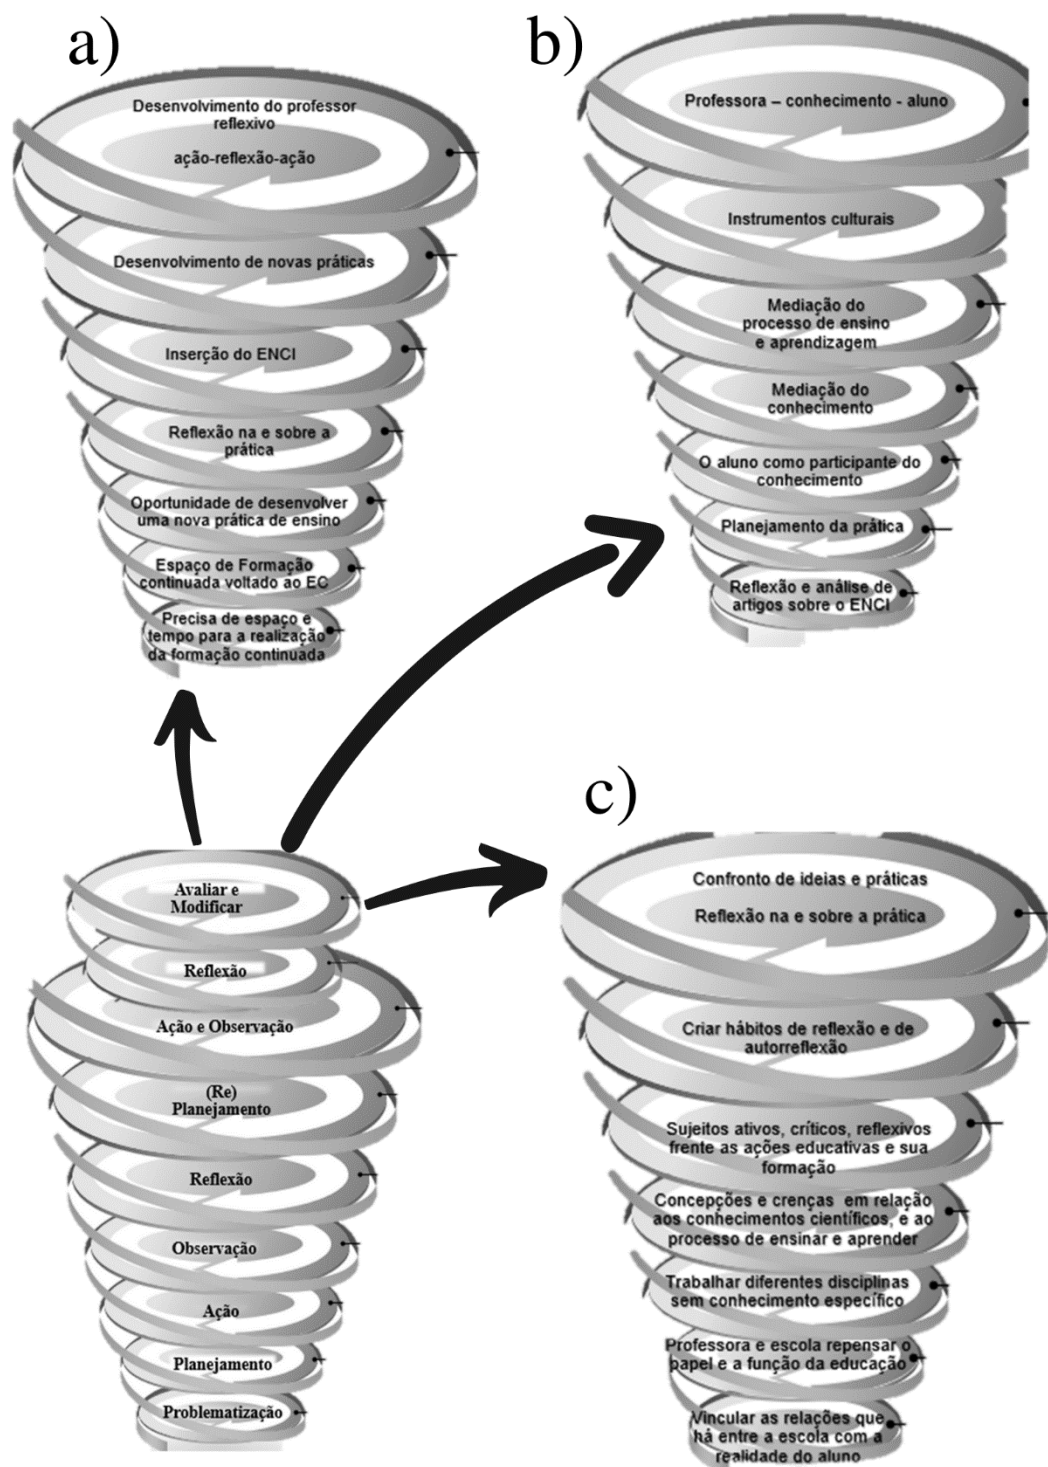 a)
Desenvolvimento do professor
reflexivo
ação-reflexão-ação
Desenvolvimento de novas práticas
Inserção do ENCI
Reflexão na e sobre a
prática
Oportunidade de desenvolver
uma nova prática de ensino
Espaço de Formação
continuada voltado ao EC
Precisa de espaço e
tempo para a realização
da formação continuada
b)
Professora – conhecimento - aluno
Instrumentos culturais
Mediação do
processo de ensino
e aprendizagem
Mediação do
conhecimento
O aluno como participante do
conhecimento
Planejamento da prática
Reflexão e análise de
artigos sobre o ENCI
Avaliar e
Modificar
Reflexão
Ação e Observação
(Re)
Planejamento
Reflexão
Observação
Ação
Planejamento
Problematização
c)
Confronto de ideias e práticas
Reflexão na e sobre a prática
Criar hábitos de reflexão e de
autorreflexão
Sujeitos ativos, críticos, reflexivos
frente as ações educativas e sua
formação
Concepções e crenças em relação
aos conhecimentos científicos, e ao
processo de ensinar e aprender
Trabalhar diferentes disciplinas
sem conhecimento específico
Professora e escola repensar o
papel e a função da educação
Vincular as relações que
há entre a escola com a
realidade do aluno